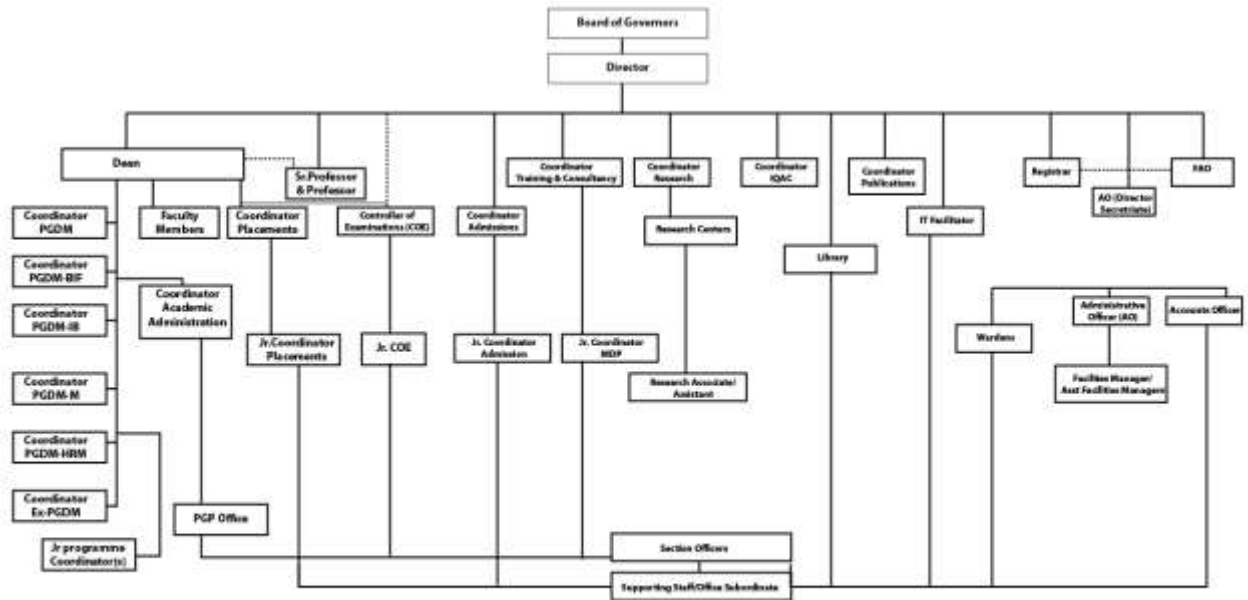 Board of Governors
Director
Dean
Sr.Professor
& Professor
Coordinator
Training & Consultancy
Coordinator
Research
Coordinator
IQAC
Coordinator
Publications
Registrar
FAO
AO (Director
Secretriate)
Coordinator
PGDM
Faculty
Members
Coordinator
Placements
Controller of
Examinations (COE)
Coordinator
Admissions
Research Centers
IT Facilitator
Library
Coordinator
PGDM-BIF
Coordinator
Academic
Administration
Coordinator
PGDM-IB
Jr.Coordinator
Placements
Jr. COE
Jr. Coordinator
Admission
Jr. Coordinator
MDP
Wardens
Administrative
Officer (AO)
Accounts Officer
Research Associate/
Assistant
Facilities Manager/
Asst Facilities Managers
Coordinator
PGDM-M
Coordinator
PGDM-HRM
Coordinator
Ex-PGDM
PGP Office
Jr programme
Coordinator(s)
Section Officers
Supporting Staff/Office Subordinate